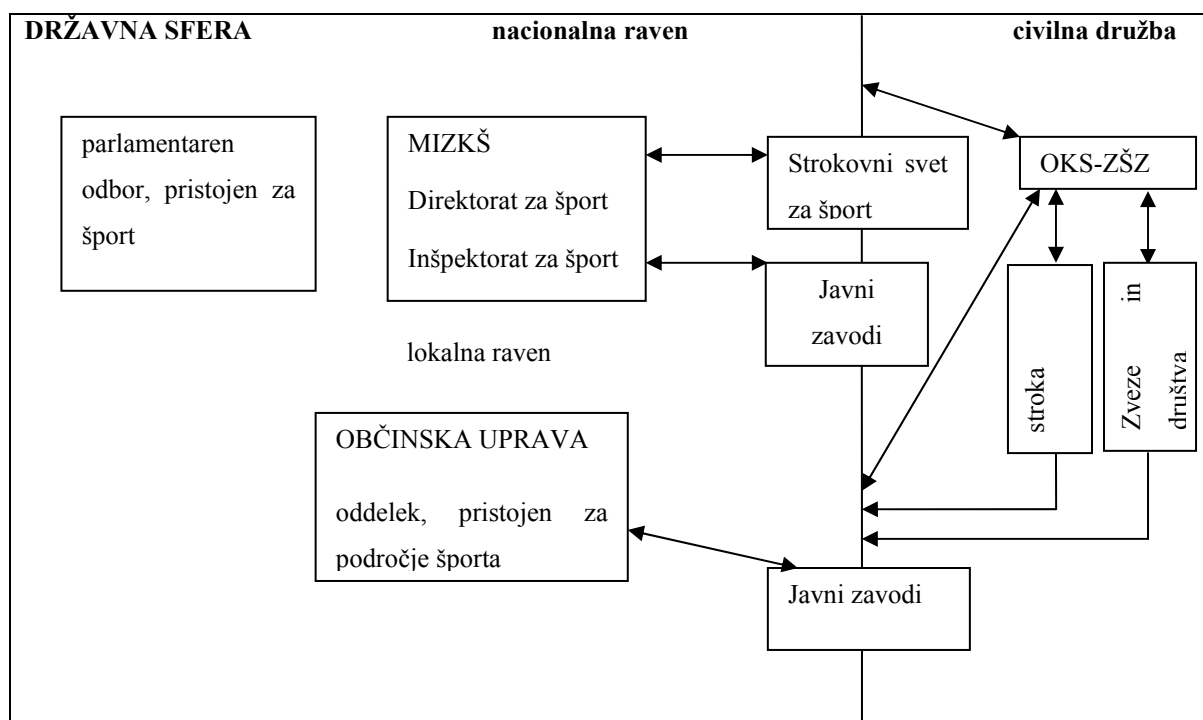 DRŽAVNA SFERA
nacionalna raven
civilna družba
parlamentaren
odbor, pristojen za
šport
MIZKŠ
Direktorat za šport
Inšpektorat za šport
Strokovni svet
za šport
OKS-ZŠZ
Javni
zavodi
stroka
Zveze in
društva
lokalna raven
OBČINSKA UPRAVA
oddelek, pristojen za
področje športa
Javni zavodi